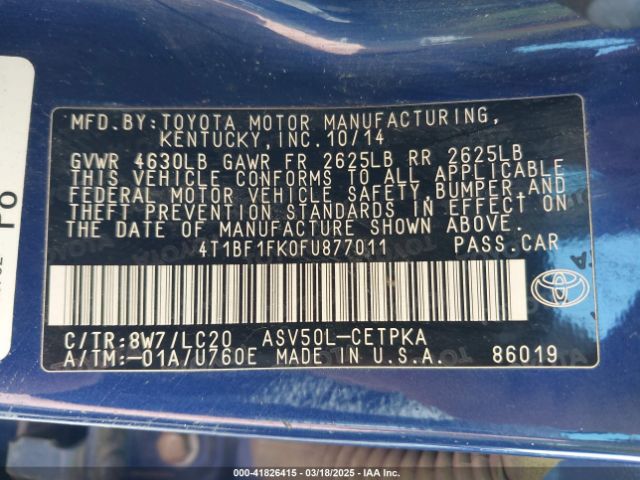 MFD.BY:TOYOTA MOTOR MANUFACTURING,
KENTUCKY,INC.10/14
GVWR 4630LB GAWR FR 2625LB RR 2625LB
THIS VEHICLE CONFORMS TO ALL APPLICABLE
FEDERAL MOTOR VEHICLE SAFETY, BUMPER, AND
THEFT PREVENTION STANDARDS IN EFFECT ON
THE DATE OF MANUFACTURE SHOWN ABOVE.
4T1BF1FK0FU877011 PASS.CAR
C/TR:8W7/LC20 ASV50L-CETPKA
A/TM:-01A/U760E MADE IN U.S.A. 86019
000-41826415 - 03/18/2025 - IAA Inc.